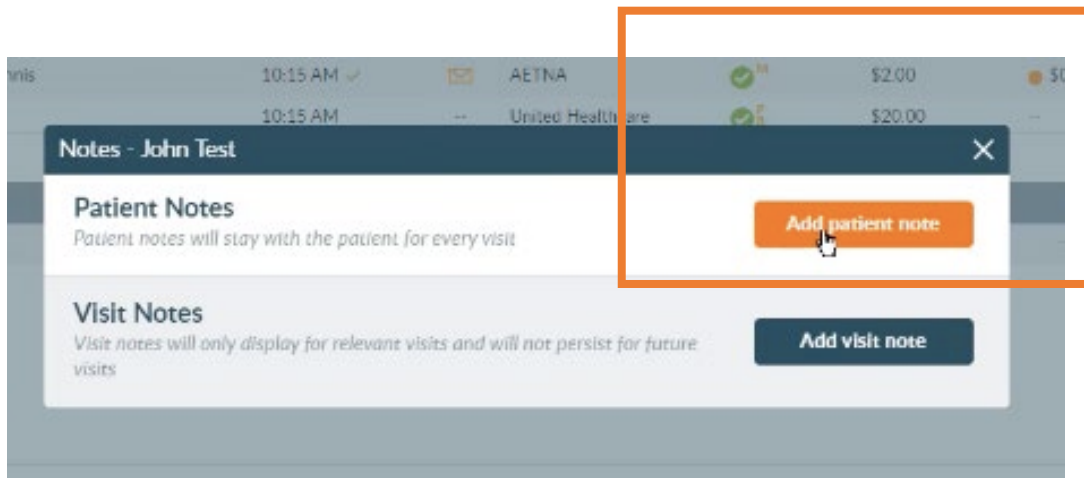 10:15 AM AETNA $2.00
10:15 AM -- United Healthcare $20.00 --
Notes - John Test
Patient Notes
Patient notes will stay with the patient for every visit
Add patient note
Visit Notes
Visit notes will only display for relevant visits and will not persist for future
visits
Add visit note